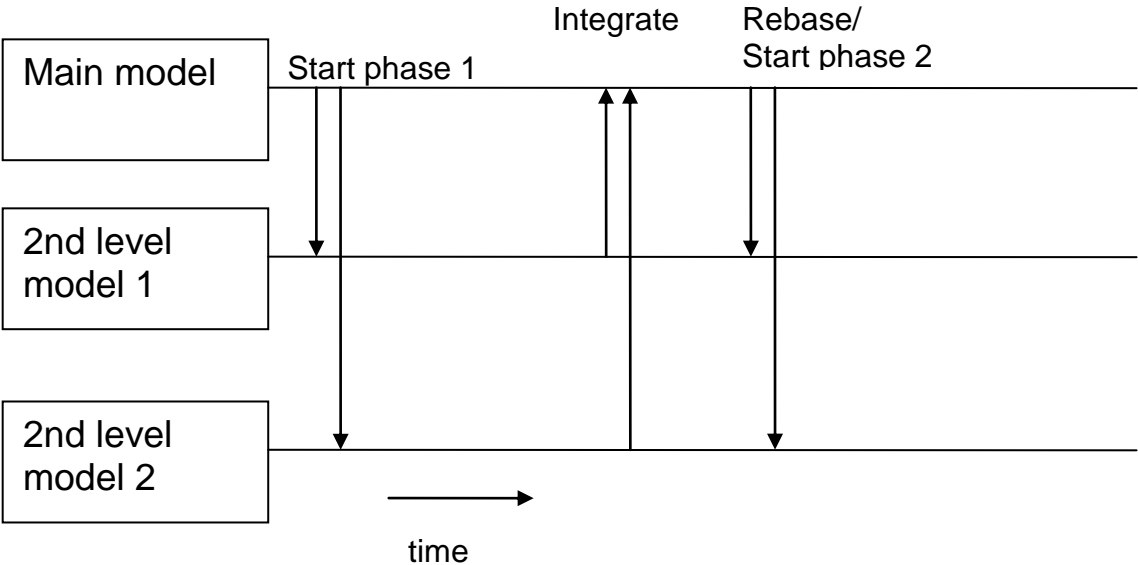 Integrate
Rebase/
Start phase 2
Main model
Start phase 1
2nd level
model 1
2nd level
model 2
time